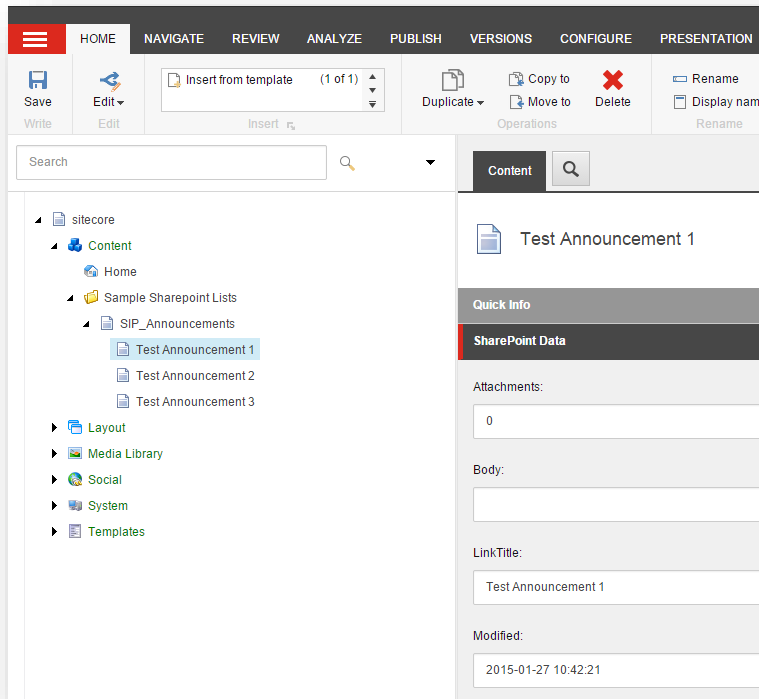 HOME NAVIGATE REVIEW ANALYZE PUBLISH VERSIONS CONFIGURE PRESENTATION
Save
Write
Edit
Edit
Insert from template (1 of 1)
Insert
Duplicate
Copy to
Move to
Delete
Operations
Rename
Display nam
Rename
Search
sitecore
Content
Home
Sample Sharepoint Lists
SIP_Announcements
Test Announcement 1
Test Announcement 2
Test Announcement 3
Layout
Media Library
Social
System
Templates
Content
Test Announcement 1
Quick Info
SharePoint Data
Attachments:
0
Body:
LinkTitle:
Test Announcement 1
Modified:
2015-01-27 10:42:21